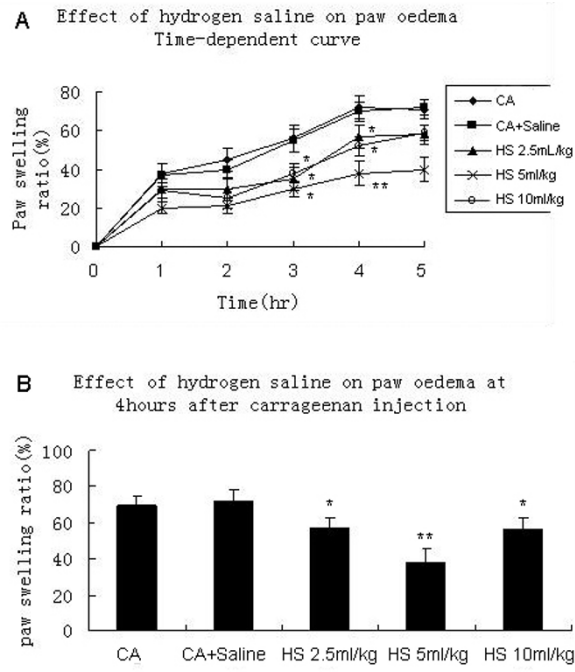 A
Effect of hydrogen saline on paw oedema
Time-dependent curve
Paw swelling
ratio(%)
80
60
40
20
0
0 1 2 3 4 5
Time(hr)
* * * * * **
CA
CA+Saline
HS 2.5mL/kg
HS 5ml/kg
HS 10ml/kg
B
Effect of hydrogen saline on paw oedema at
4hours after carrageenan injection
paw swelling ratio(%)
100
80
60
40
20
0
* ** *
CA CA+Saline HS 2.5ml/kg HS 5ml/kg HS 10ml/kg